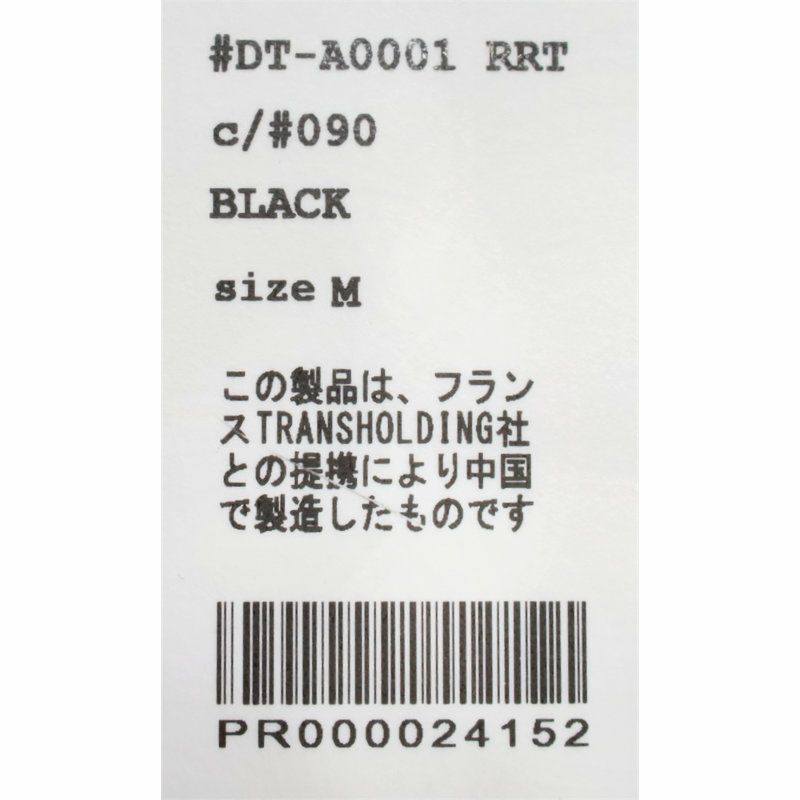 #DT-A0001 RRT
c/#090
BLACK
size M
この製品は、フラン
スTRANSHOLDING社
との提携により中国
で製造したものです
PR000024152